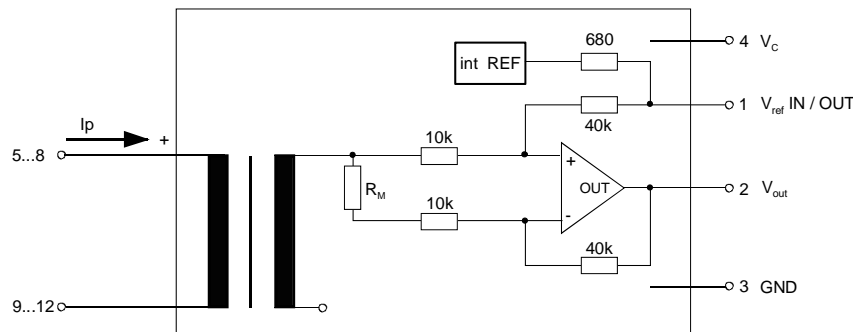 680
4 V_C
int REF
1 V_ref IN / OUT
40k
Ip
+
10k
5...8
+
R_M
OUT
2 V_out
10k
-
40k
3 GND
9...12